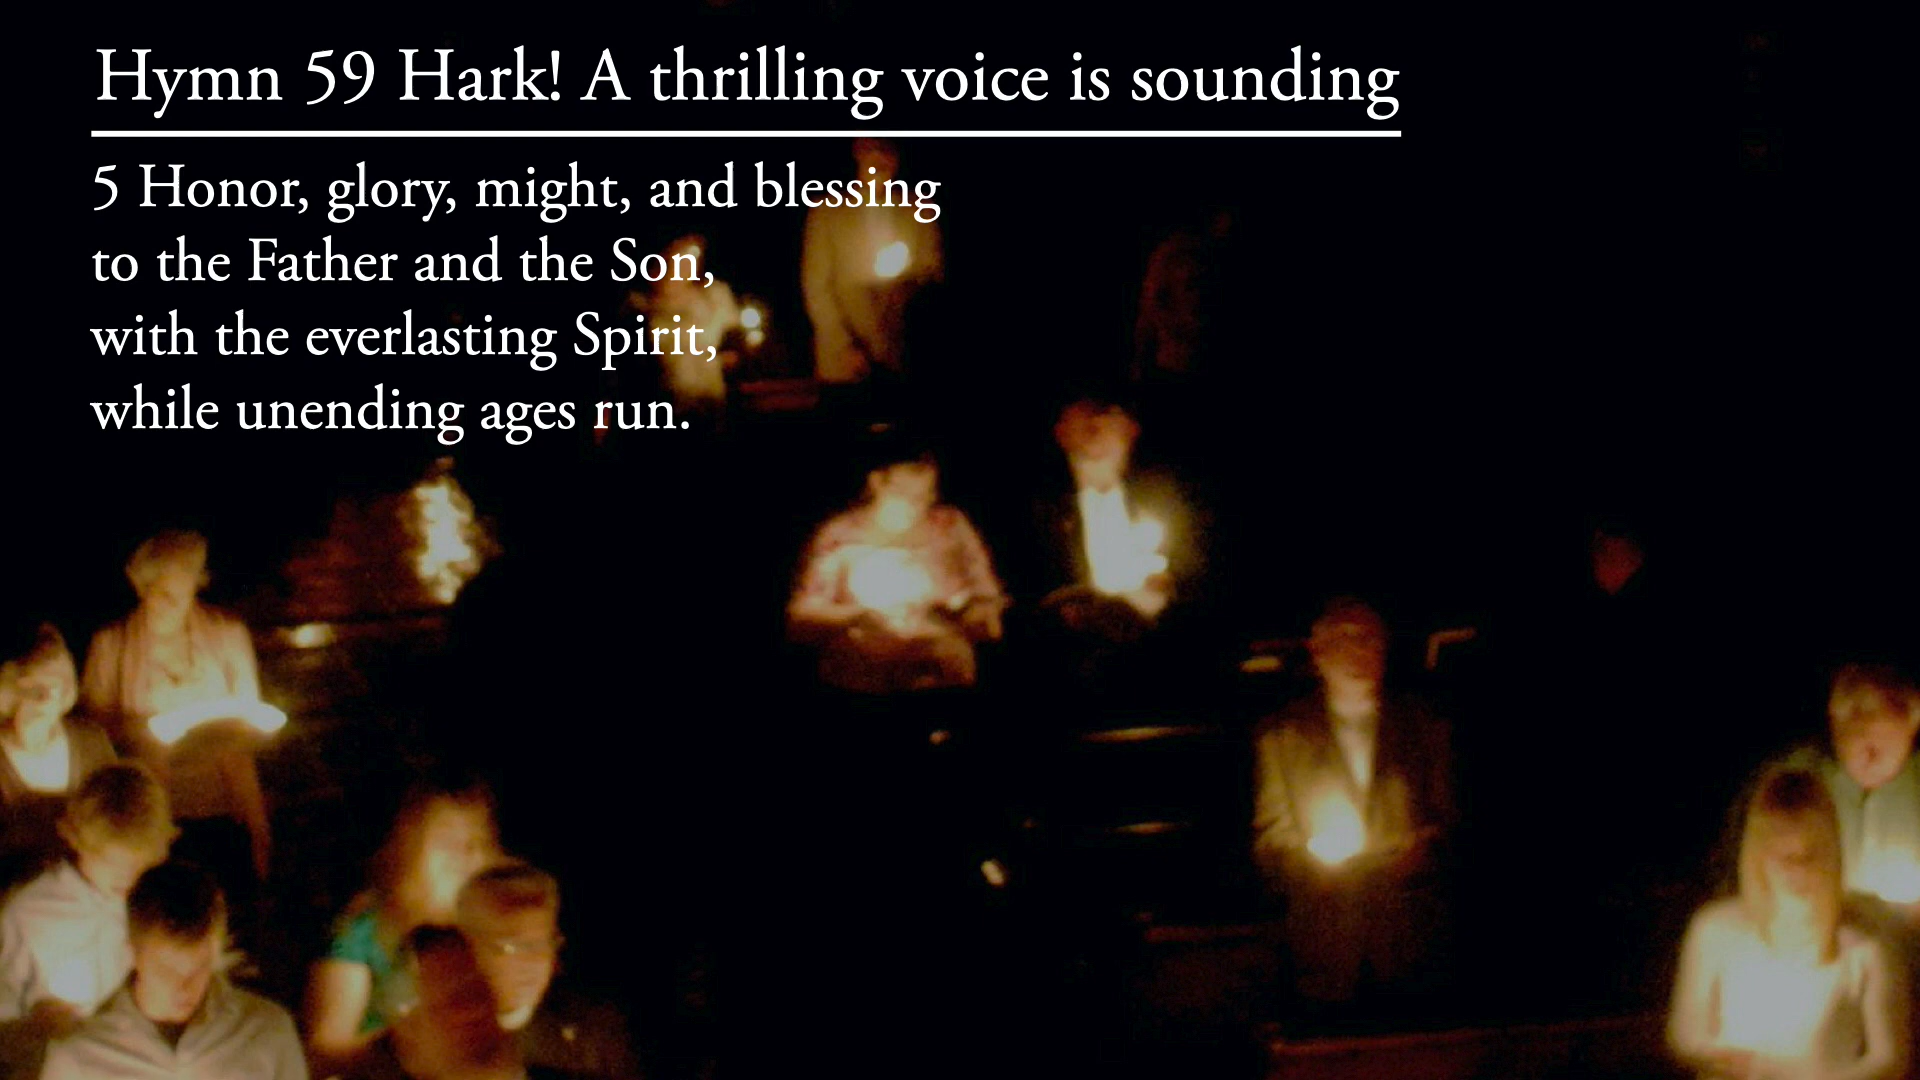 Hymn 59 Hark! A thrilling voice is sounding
5 Honor, glory, might, and blessing
to the Father and the Son,
with the everlasting Spirit,
while unending ages run.